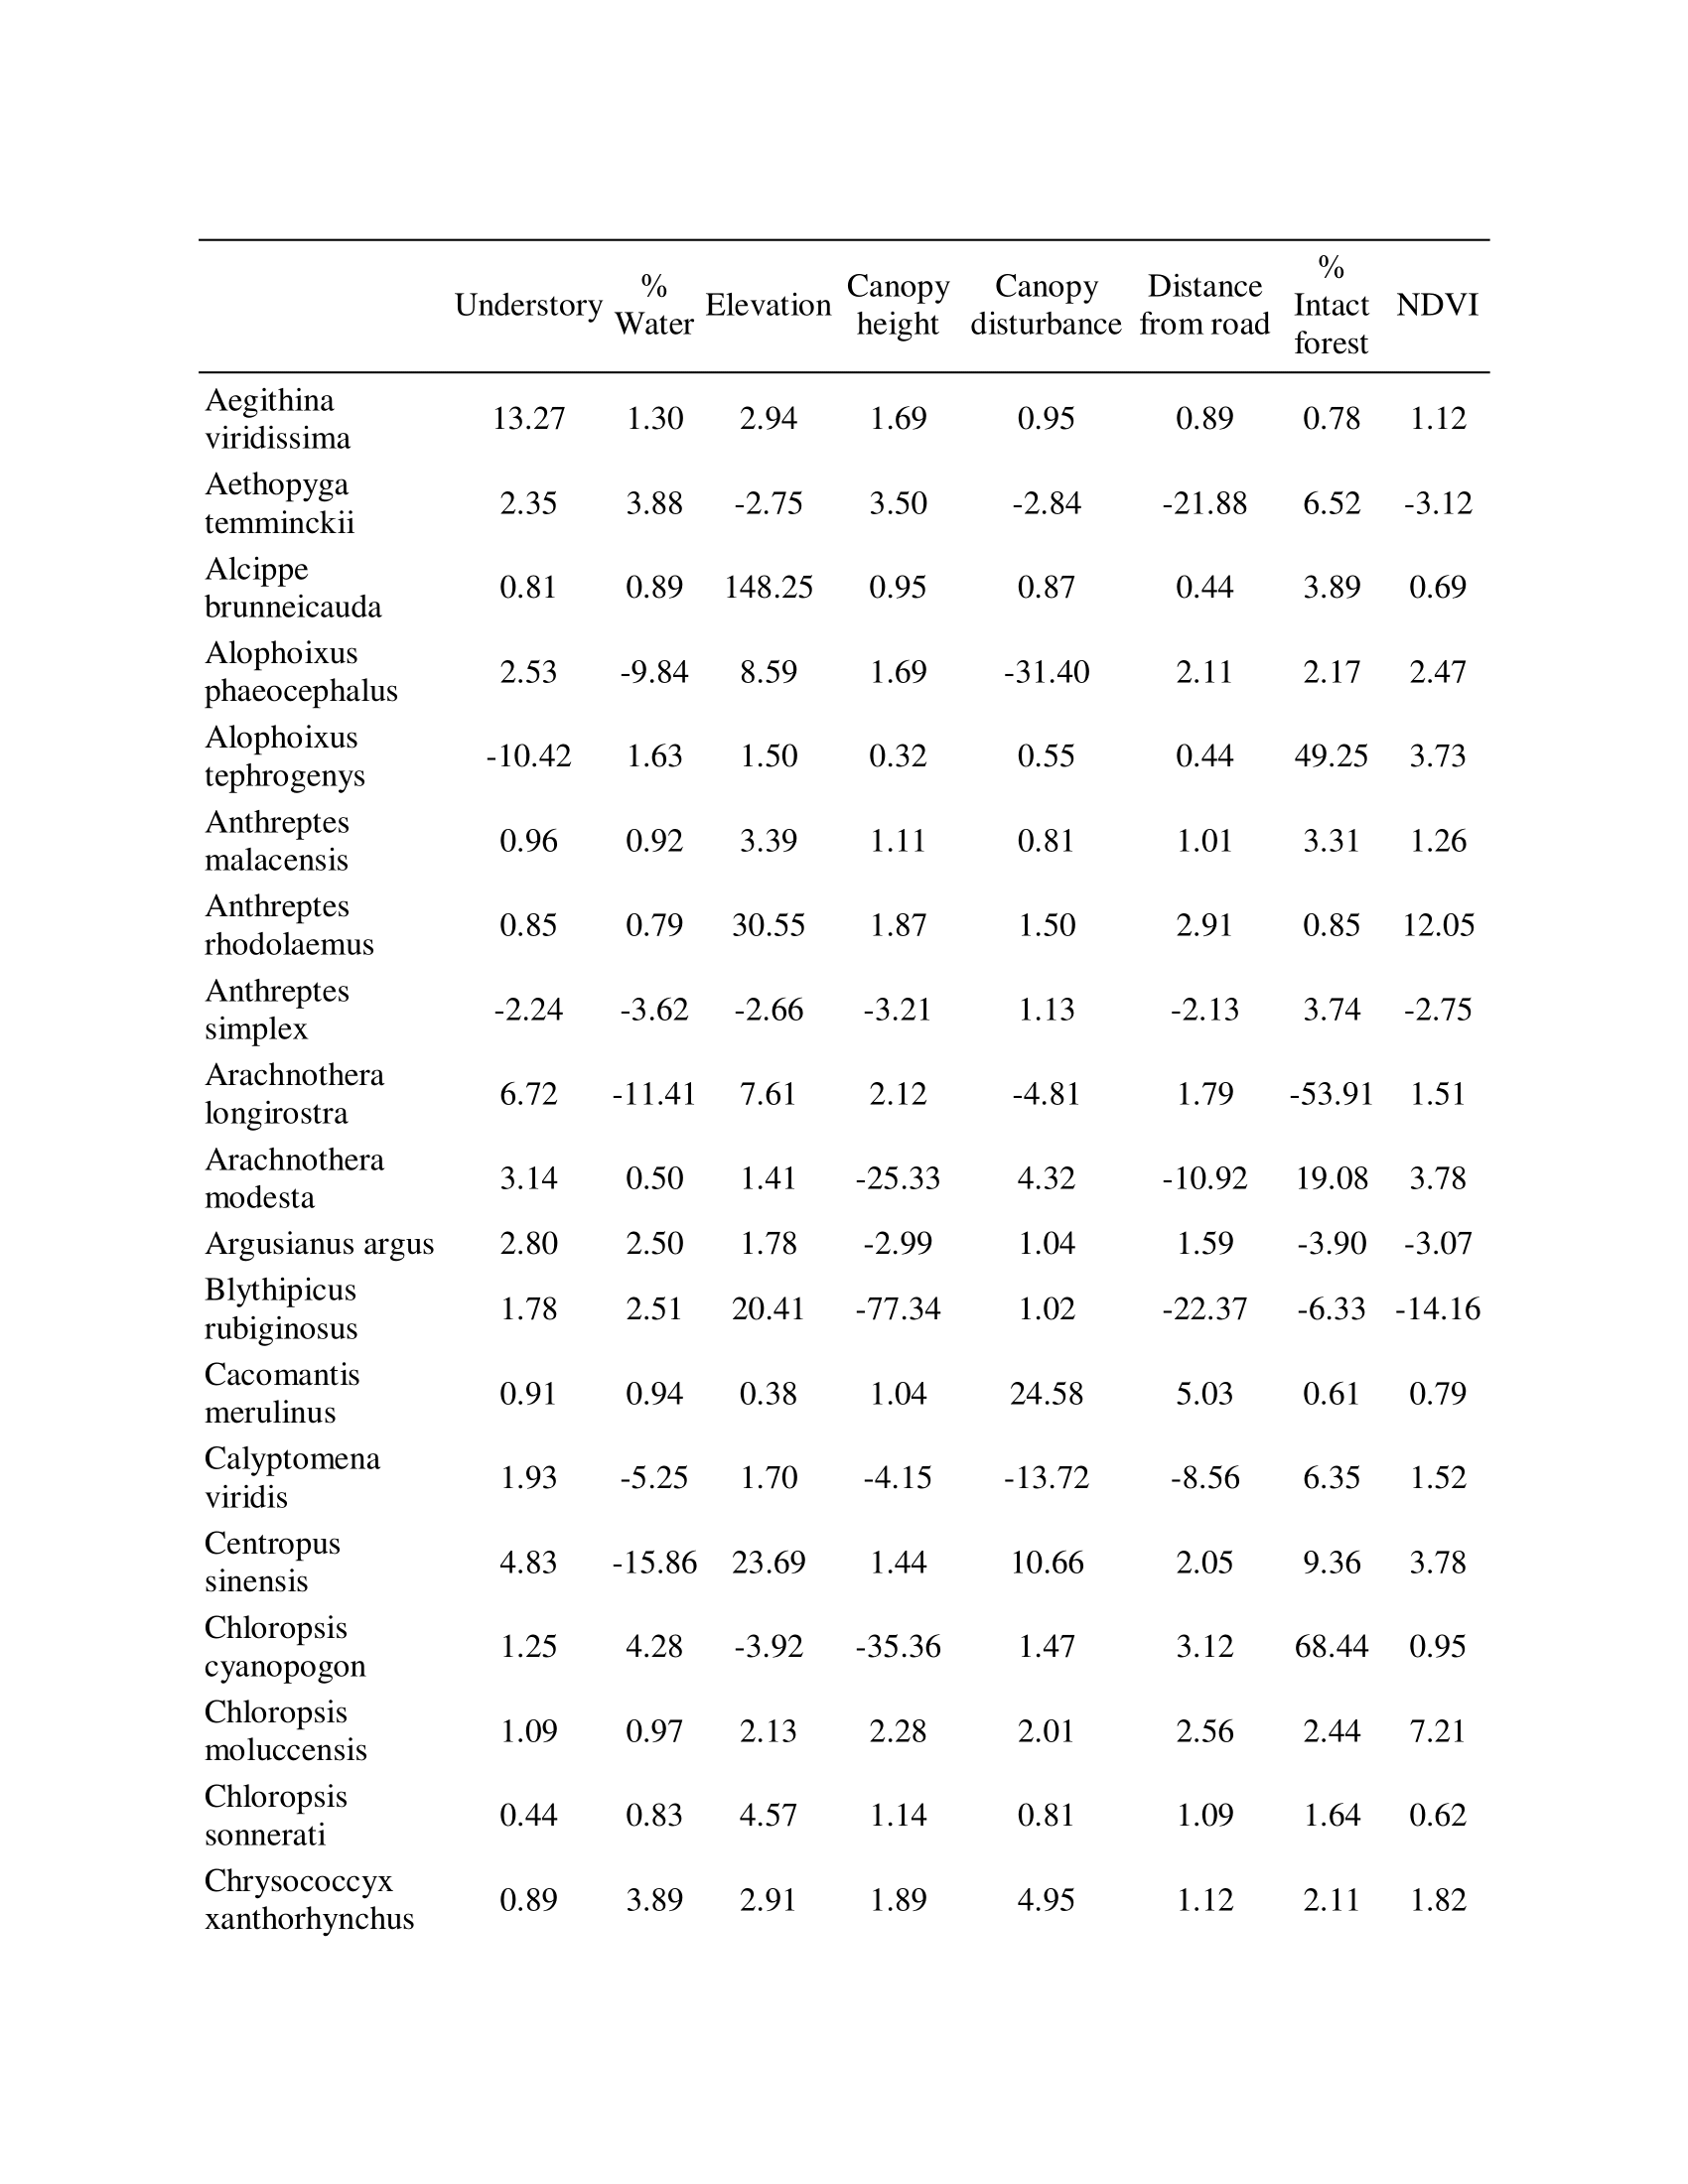 Understory % Water Elevation Canopy height Canopy disturbance Distance from road % Intact forest NDVI
Aegithina viridissima 13.27 1.30 2.94 1.69 0.95 0.89 0.78 1.12
Aethopyga temminckii 2.35 3.88 -2.75 3.50 -2.84 -21.88 6.52 -3.12
Alcippe brunneicauda 0.81 0.89 148.25 0.95 0.87 0.44 3.89 0.69
Alophoixus phaeocephalus 2.53 -9.84 8.59 1.69 -31.40 2.11 2.17 2.47
Alophoixus tephrogenys -10.42 1.63 1.50 0.32 0.55 0.44 49.25 3.73
Anthreptes malacensis 0.96 0.92 3.39 1.11 0.81 1.01 3.31 1.26
Anthreptes rhodolaemus 0.85 0.79 30.55 1.87 1.50 2.91 0.85 12.05
Anthreptes simplex -2.24 -3.62 -2.66 -3.21 1.13 -2.13 3.74 -2.75
Arachnothera longirostra 6.72 -11.41 7.61 2.12 -4.81 1.79 -53.91 1.51
Arachnothera modesta 3.14 0.50 1.41 -25.33 4.32 -10.92 19.08 3.78
Argusianus argus 2.80 2.50 1.78 -2.99 1.04 1.59 -3.90 -3.07
Blythipicus rubiginosus 1.78 2.51 20.41 -77.34 1.02 -22.37 -6.33 -14.16
Cacomantis merulinus 0.91 0.94 0.38 1.04 24.58 5.03 0.61 0.79
Calyptomena viridis 1.93 -5.25 1.70 -4.15 -13.72 -8.56 6.35 1.52
Centropus sinensis 4.83 -15.86 23.69 1.44 10.66 2.05 9.36 3.78
Chloropsis cyanopogon 1.25 4.28 -3.92 -35.36 1.47 3.12 68.44 0.95
Chloropsis moluccensis 1.09 0.97 2.13 2.28 2.01 2.56 2.44 7.21
Chloropsis sonnerati 0.44 0.83 4.57 1.14 0.81 1.09 1.64 0.62
Chrysococcyx xanthorhynchus 0.89 3.89 2.91 1.89 4.95 1.12 2.11 1.82